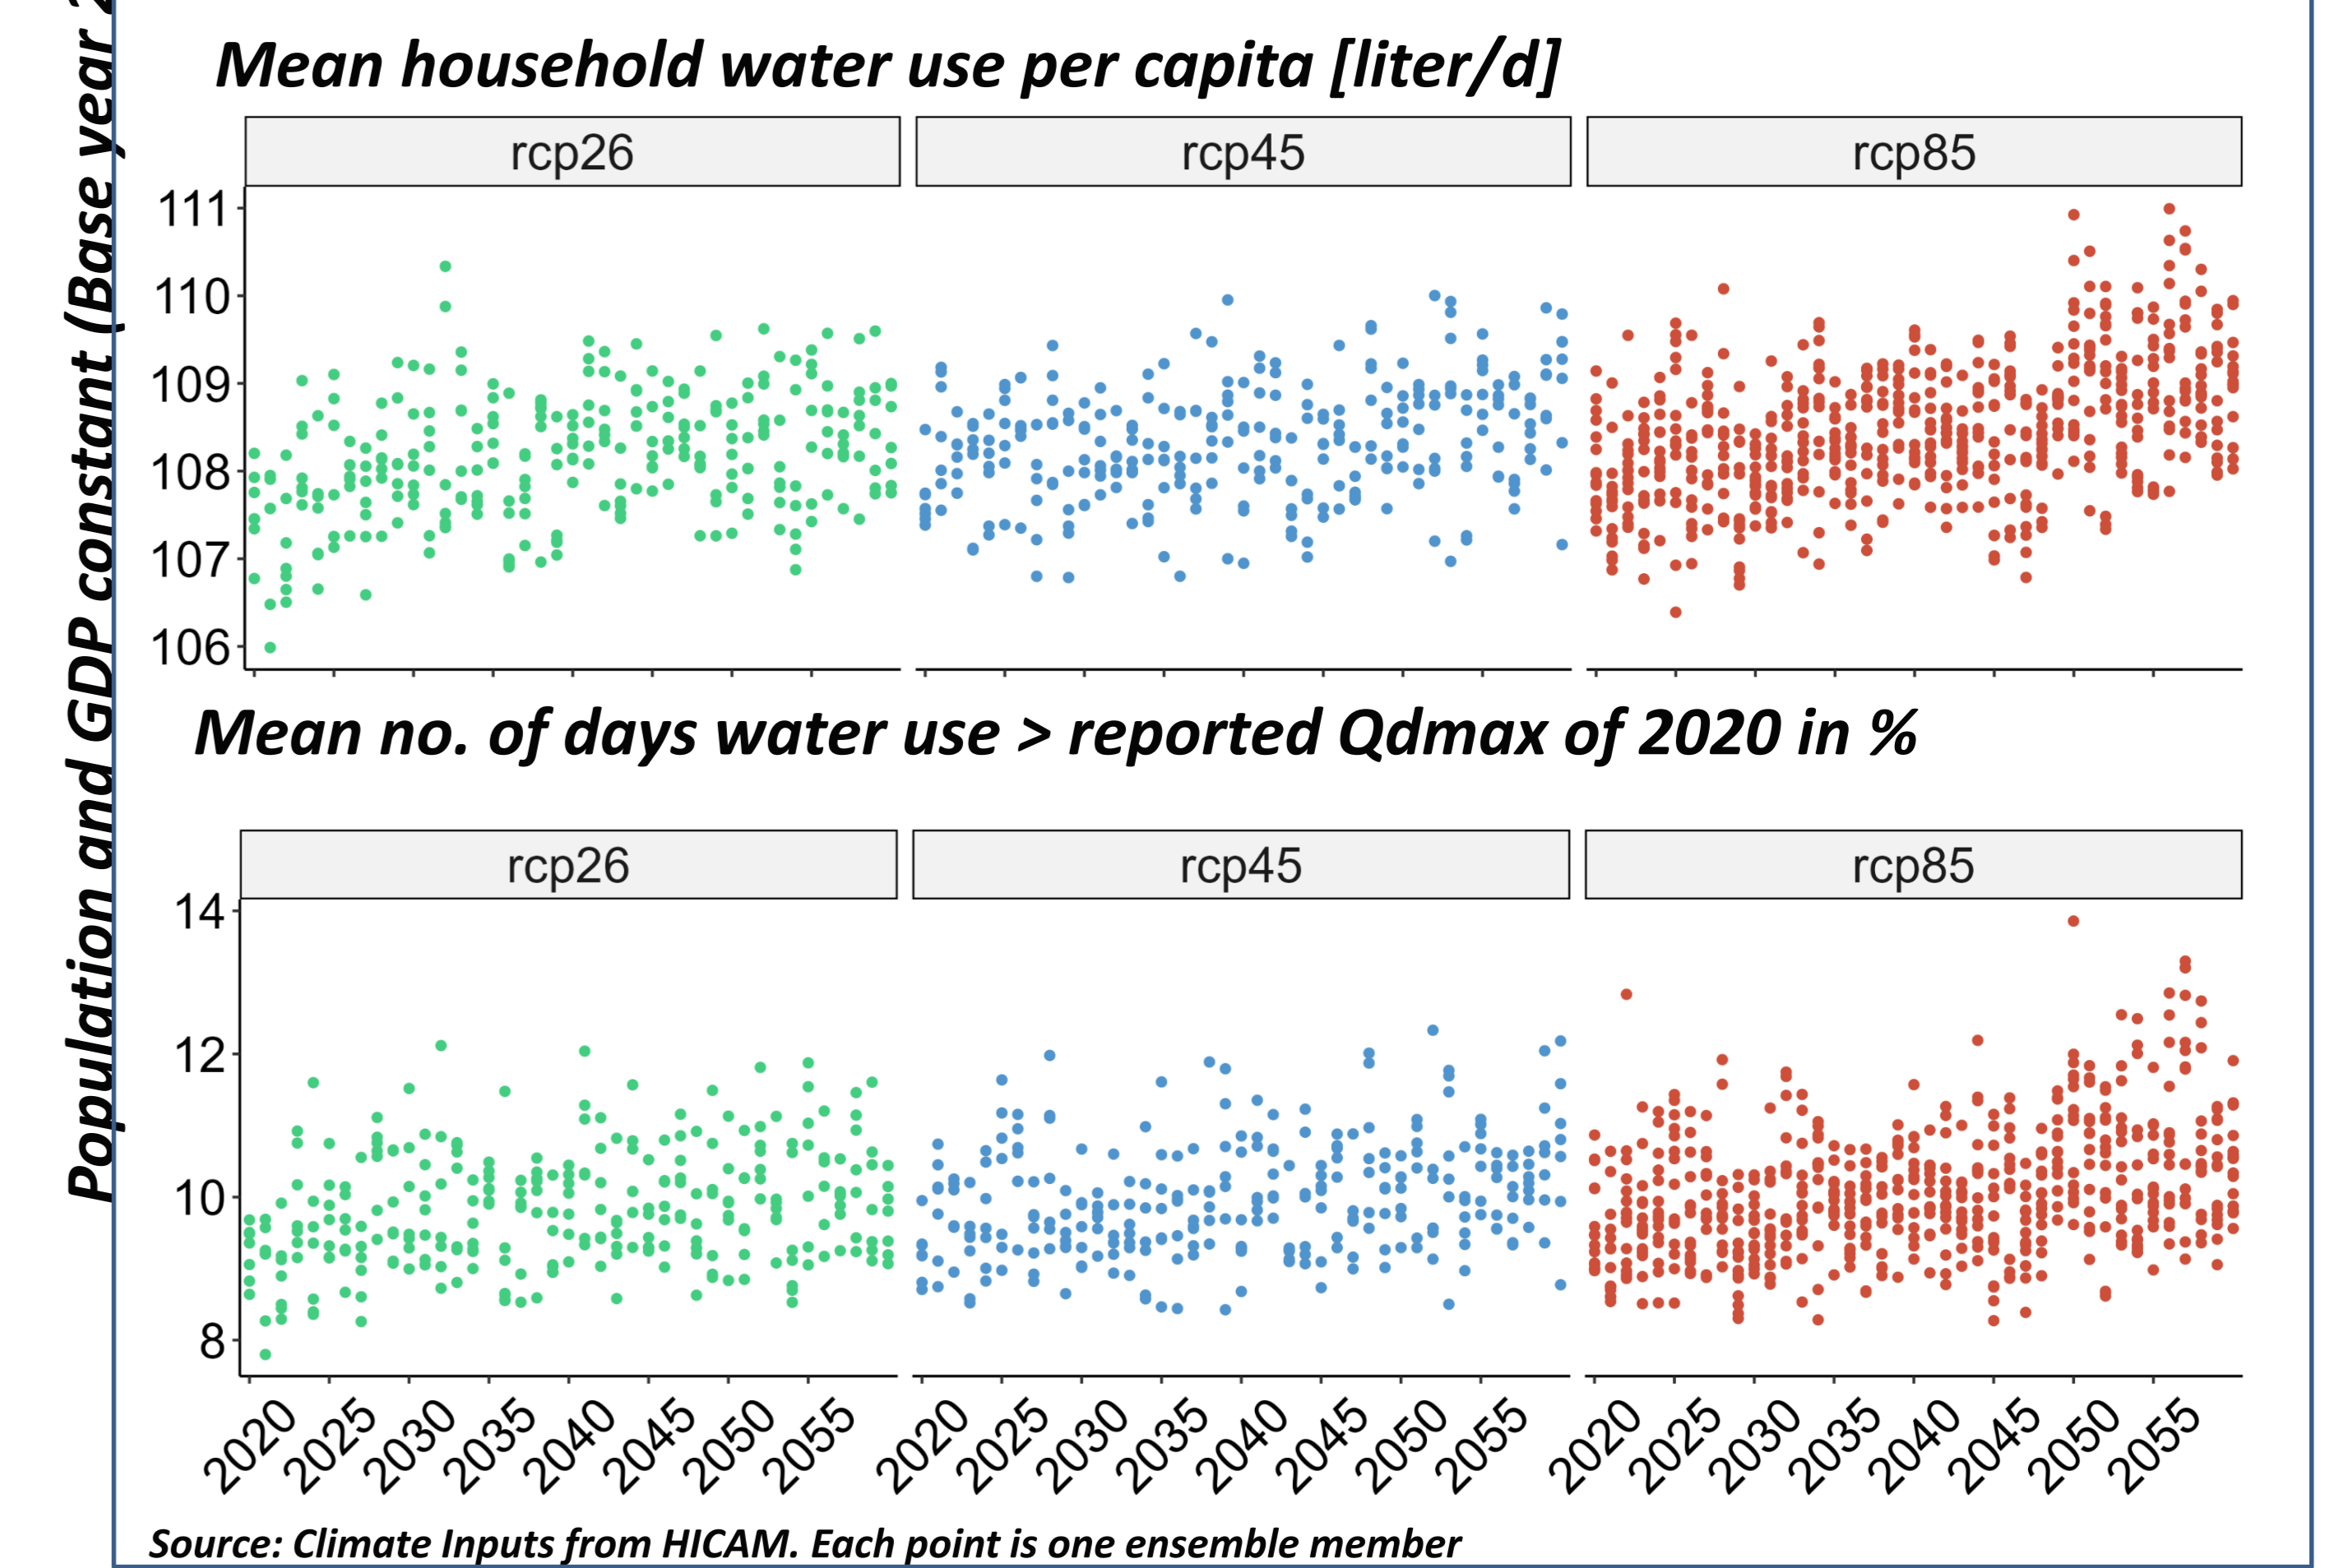 Population and GDP constant (Base year
Mean household water use per capita [liter/d]
rcp26 rcp45 rcp85
111
110
109
108
107
106
Mean no. of days water use > reported Qdmax of 2020 in %
rcp26 rcp45 rcp85
14
12
10
8
2020 2025 2030 2035 2040 2045 2050 2055 2020 2025 2030 2035 2040 2045 2050 2055 2020 2025 2030 2035 2040 2045 2050 2055
Source: Climate Inputs from HICAM. Each point is one ensemble member